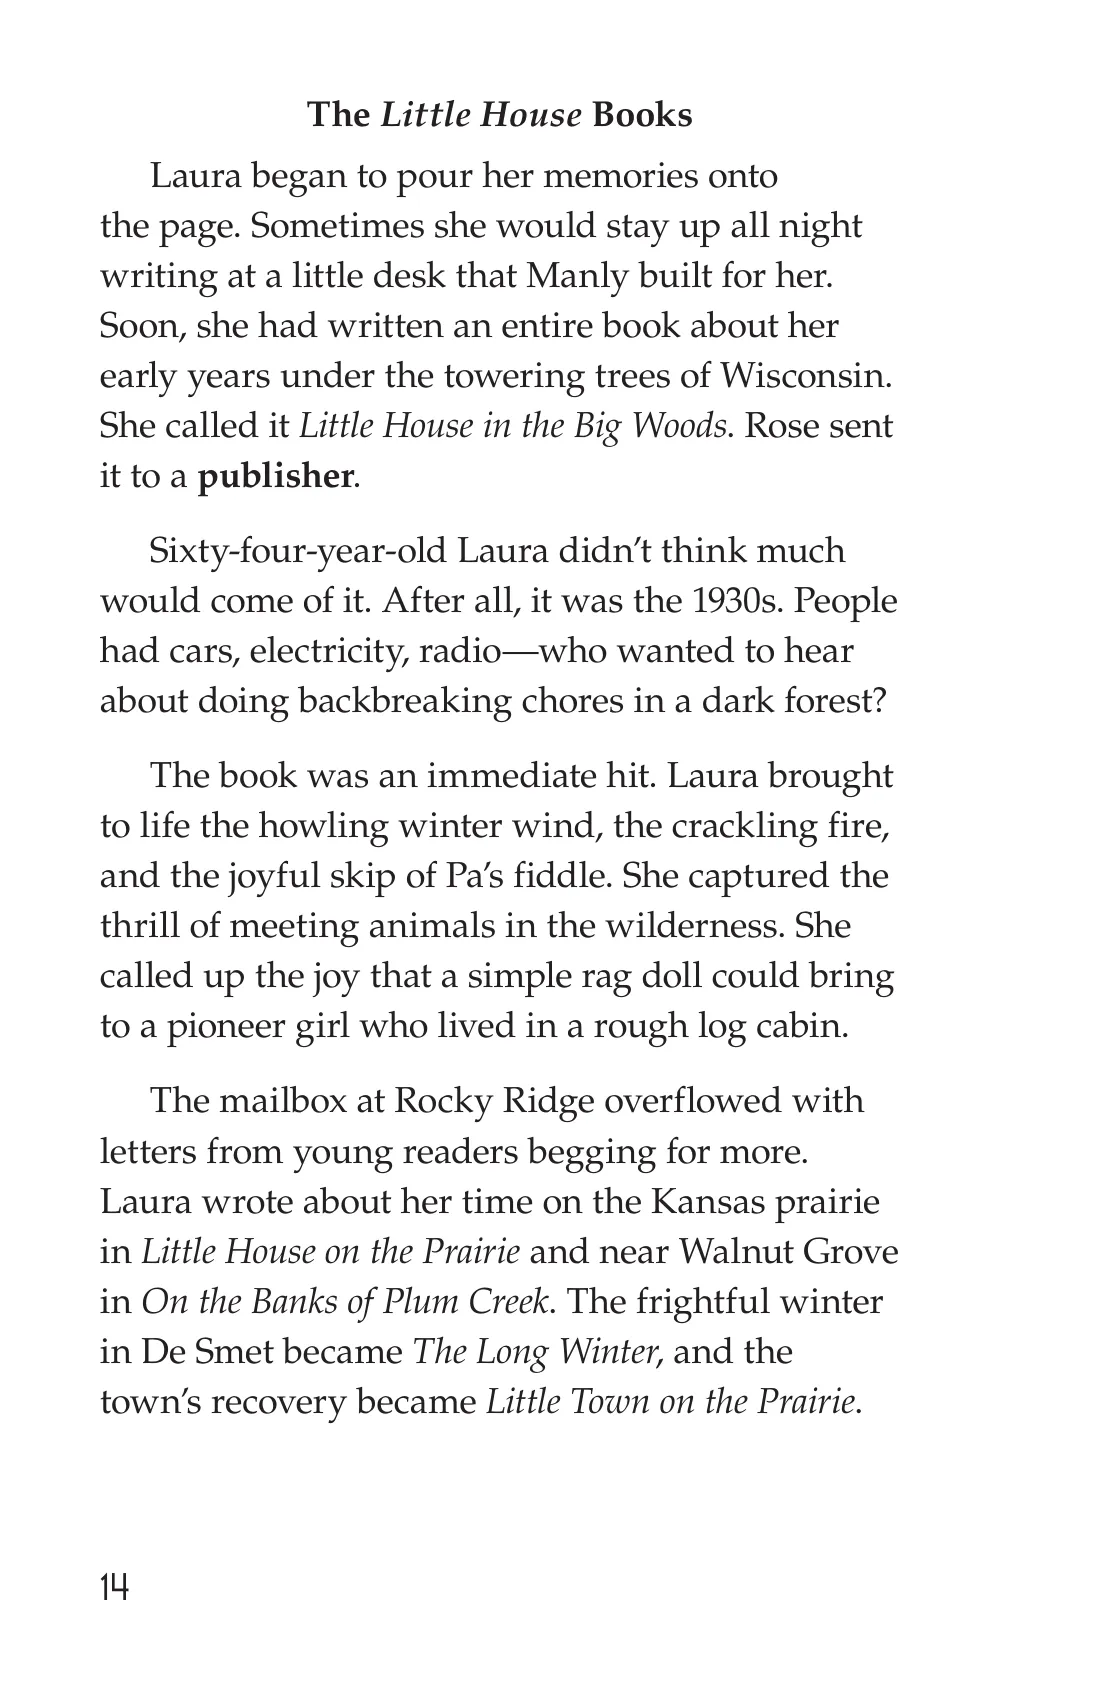 The Little House Books
Laura began to pour her memories onto
the page. Sometimes she would stay up all night
writing at a little desk that Manly built for her.
Soon, she had written an entire book about her
early years under the towering trees of Wisconsin.
She called it Little House in the Big Woods. Rose sent
it to a publisher.
Sixty-four-year-old Laura didn’t think much
would come of it. After all, it was the 1930s. People
had cars, electricity, radio—who wanted to hear
about doing backbreaking chores in a dark forest?
The book was an immediate hit. Laura brought
to life the howling winter wind, the crackling fire,
and the joyful skip of Pa’s fiddle. She captured the
thrill of meeting animals in the wilderness. She
called up the joy that a simple rag doll could bring
to a pioneer girl who lived in a rough log cabin.
The mailbox at Rocky Ridge overflowed with
letters from young readers begging for more.
Laura wrote about her time on the Kansas prairie
in Little House on the Prairie and near Walnut Grove
in On the Banks of Plum Creek. The frightful winter
in De Smet became The Long Winter, and the
town’s recovery became Little Town on the Prairie.
14